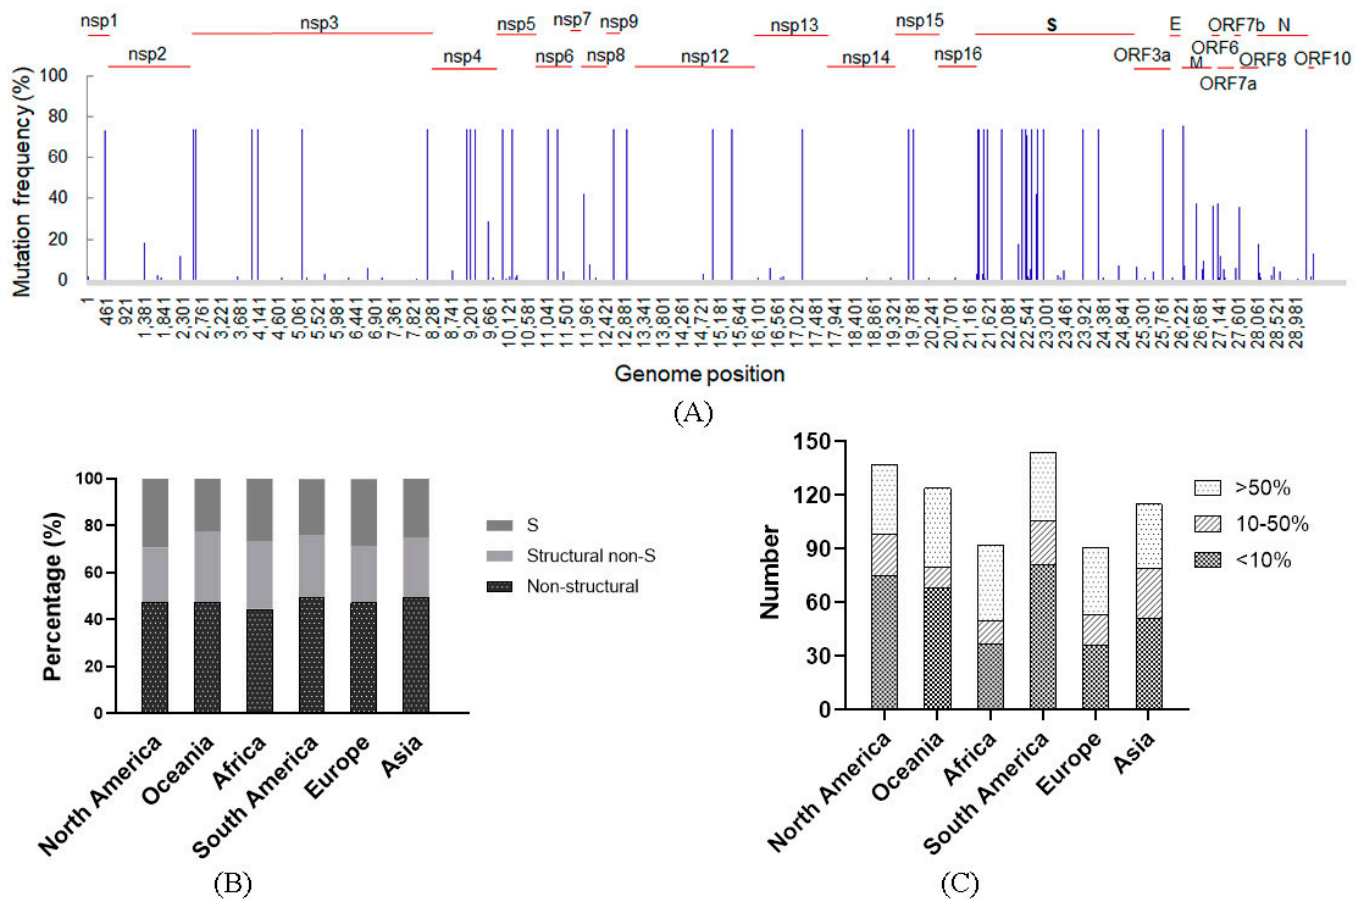 nsp1 nsp3 nsp5 nsp7 nsp9 nsp13 nsp15 S E ORF7b N
nsp2 nsp4 nsp6 nsp8 nsp12 nsp14 nsp16 ORF3a M ORF6 ORF8 ORF10
ORF7a
Mutation frequency (%)
100
80
60
40
20
0
1 461 921 1,381 1,841 2,301 2,761 3,221 3,681 4,141 4,601 5,061 5,521 5,981 6,441 6,901 7,361 7,821 8,281 8,741 9,201 9,661 10,121 10,581 11,041 11,501 11,961 12,421 12,881 13,341 13,801 14,261 14,721 15,181 15,641 16,101 16,561 17,021 17,481 17,941 18,401 18,861 19,321 19,781 20,241 20,701 21,161 21,621 22,081 22,541 23,001 23,461 23,921 24,381 24,841 25,301 25,761 26,221 26,681 27,141 27,601 28,061 28,521 28,981
Genome position
(A)
Percentage (%)
100
80
60
40
20
0
S
Structural non-S
Non-structural
North America
Oceania
Africa
South America
Europe
Asia
(B)
Number
150
120
90
60
30
0
>50%
10-50%
<10%
North America
Oceania
Africa
South America
Europe
Asia
(C)